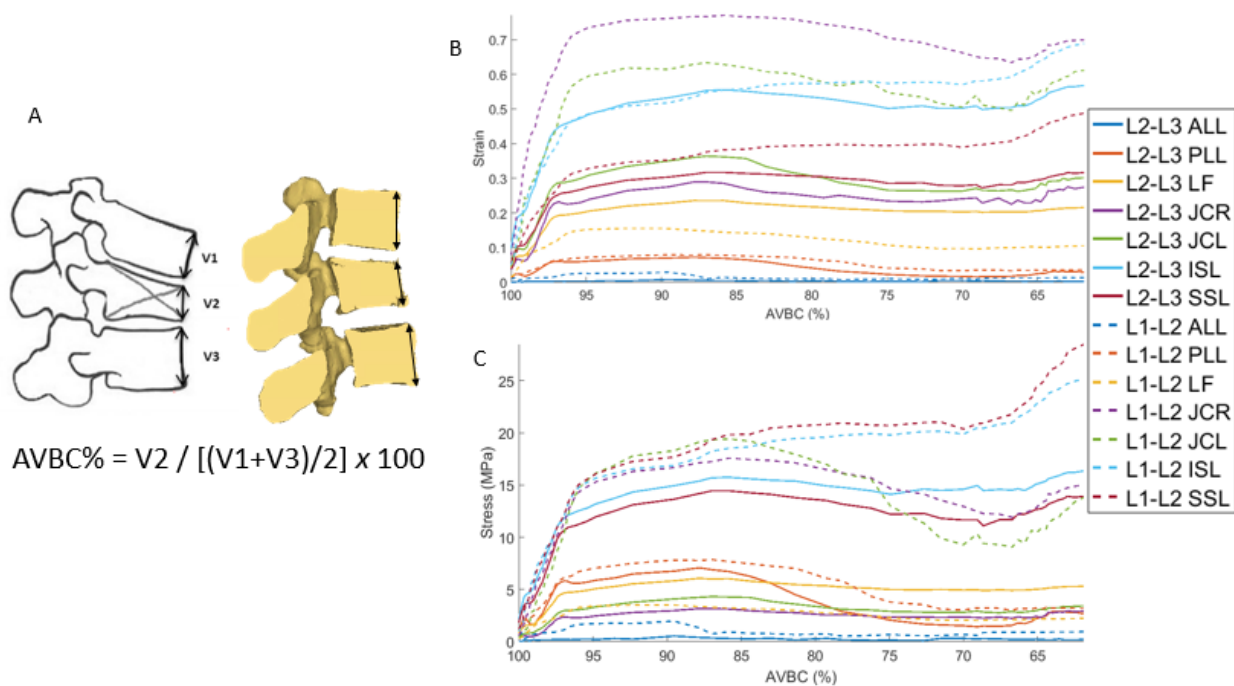 A
V1
V2
V3
AVBC% = V2 / [(V1+V3)/2] x 100
B
Strain
0.7
0.6
0.5
0.4
0.3
0.2
0.1
0
100 95 90 85 80 75 70 65
AVBC (%)
C
Stress (MPa)
25
20
15
10
5
0
100 95 90 85 80 75 70 65
AVBC (%)
L2-L3 ALL
L2-L3 PLL
L2-L3 LF
L2-L3 JCR
L2-L3 JCL
L2-L3 ISL
L2-L3 SSL
L1-L2 ALL
L1-L2 PLL
L1-L2 LF
L1-L2 JCR
L1-L2 JCL
L1-L2 ISL
L1-L2 SSL